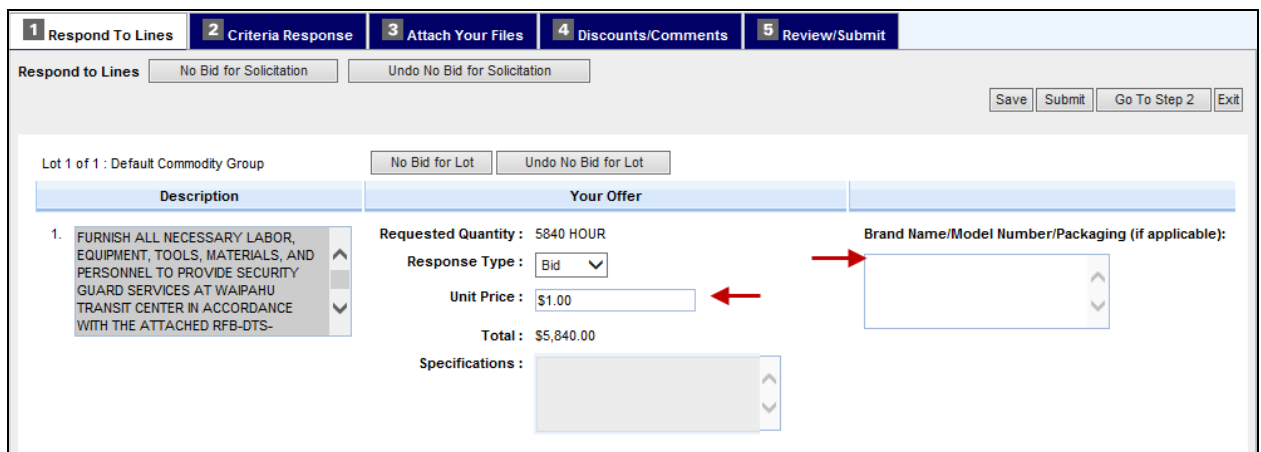 1 Respond To Lines 2 Criteria Response 3 Attach Your Files 4 Discounts/Comments 5 Review/Submit
Respond to Lines No Bid for Solicitation Undo No Bid for Solicitation
Save Submit Go To Step 2 Exit
Lot 1 of 1 : Default Commodity Group No Bid for Lot Undo No Bid for Lot
Description Your Offer
1. FURNISH ALL NECESSARY LABOR,
EQUIPMENT, TOOLS, MATERIALS, AND
PERSONNEL TO PROVIDE SECURITY
GUARD SERVICES AT WAIPAHU
TRANSIT CENTER IN ACCORDANCE
WITH THE ATTACHED RFB-DTS-
Requested Quantity : 5840 HOUR
Response Type : Bid
Unit Price : $1.00
Total : $5,840.00
Specifications :
Brand Name/Model Number/Packaging (if applicable):